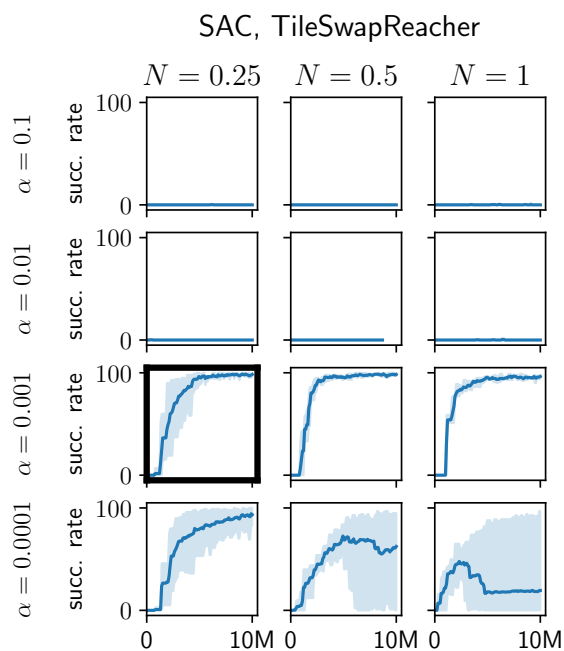 SAC, TileSwapReacher
N = 0.25 N = 0.5 N = 1
α = 0.1 succ. rate 100 0
α = 0.01 succ. rate 100 0
α = 0.001 succ. rate 100 0
α = 0.0001 succ. rate 100 0
0 10M 0 10M 0 10M